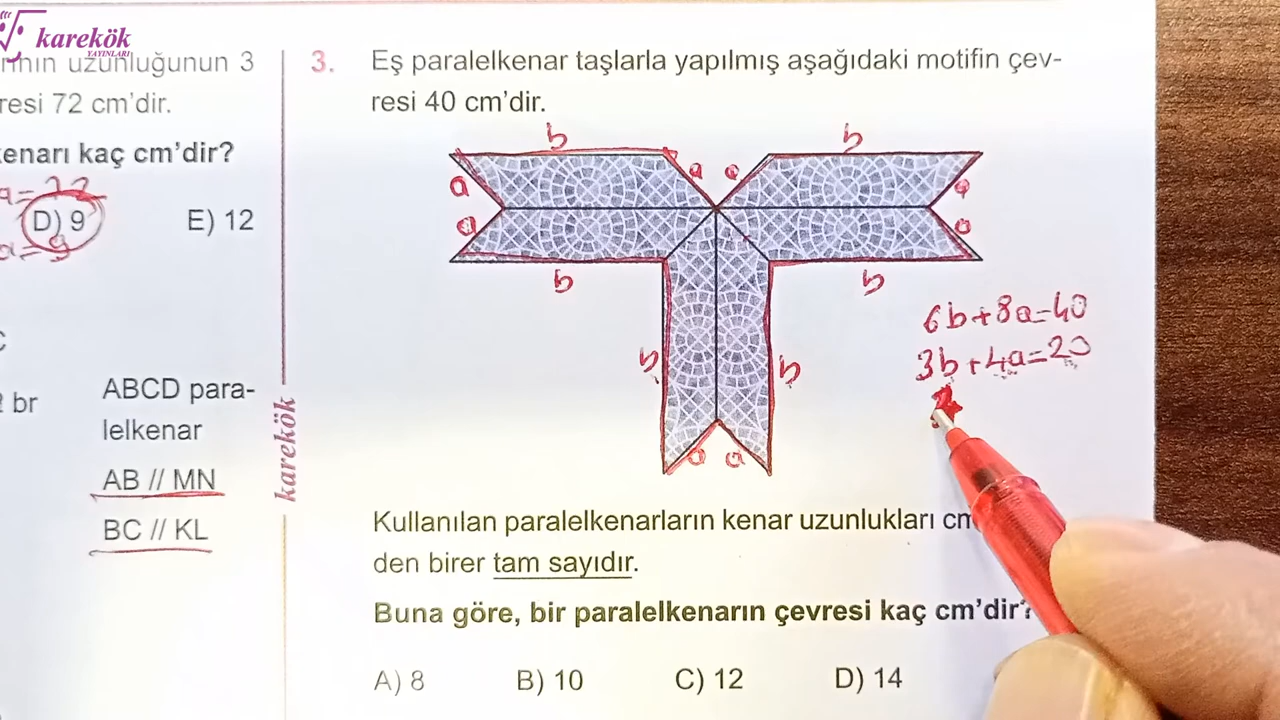 karekök
YAYINLARI
rının uzunluğunun 3
resi 72 cm'dir.
kenarı kaç cm'dir?
D) 9
E) 12
br
ABCD para-
lelkenar
AB // MN
BC // KL
karekök
3. Eş paralelkenar taşlarla yapılmış aşağıdaki motifin çev-
resi 40 cm'dir.
b b
a a a a
a a
b b
b b
a a
6b+8a=40
3b+4a=20
Kullanılan paralelkenarların kenar uzunlukları
den birer tam sayıdır.
Buna göre, bir paralelkenarın çevresi kaç cm'dir?
A) 8 B) 10 C) 12 D) 14